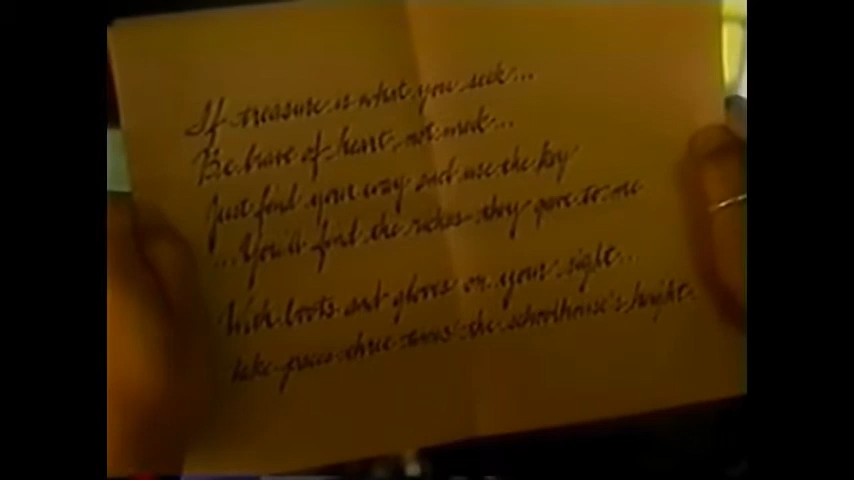 If treasure is what you seek...
Be brave of heart, not meek...
Just find your way and use the key
...You'll find the riches they gave to me
With boots and gloves on your right...
take paces three times the schoolhouse's height.